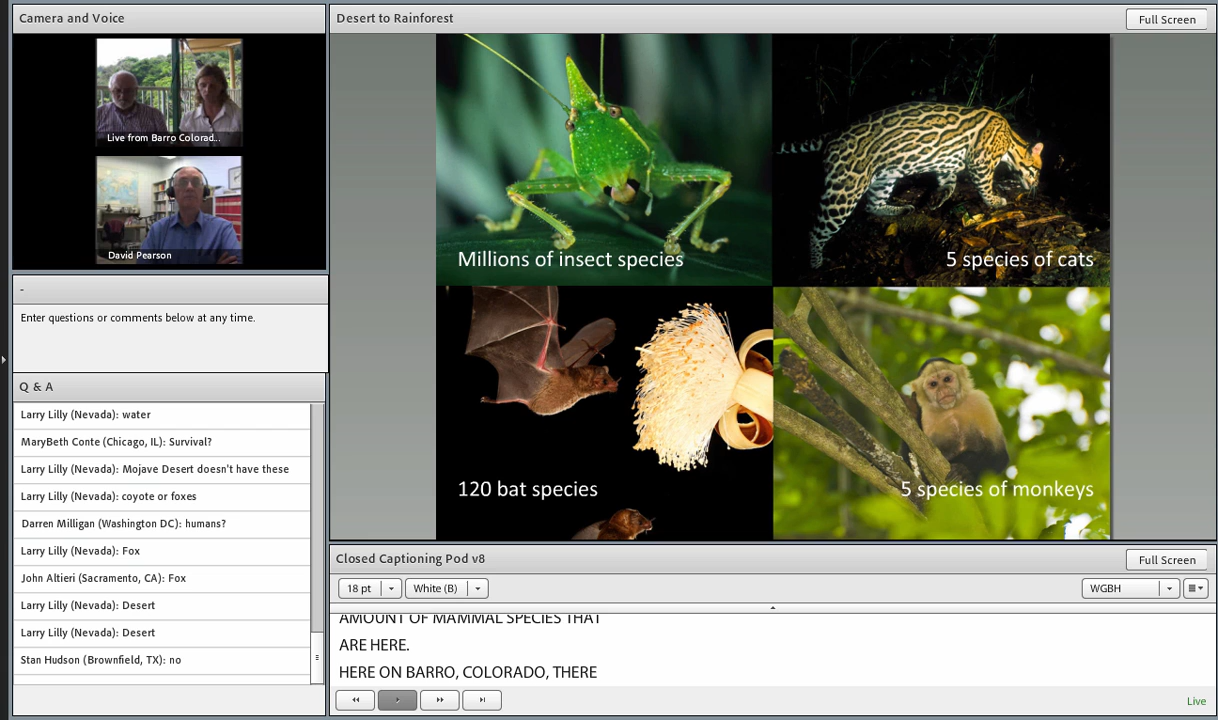 Camera and Voice
Live from Barro Colorad...
David Pearson
-
Enter questions or comments below at any time.
Q & A
Larry Lilly (Nevada): water
MaryBeth Conte (Chicago, IL): Survival?
Larry Lilly (Nevada): Mojave Desert doesn't have these
Larry Lilly (Nevada): coyote or foxes
Darren Milligan (Washington DC): humans?
Larry Lilly (Nevada): Fox
John Altieri (Sacramento, CA): Fox
Larry Lilly (Nevada): Desert
Larry Lilly (Nevada): Desert
Stan Hudson (Brownfield, TX): no
Desert to Rainforest
Full Screen
Millions of insect species
5 species of cats
120 bat species
5 species of monkeys
Closed Captioning Pod v8
Full Screen
18 pt
White (B)
WGBH
AMOUNT OF MAMMAL SPECIES THAT
ARE HERE.
HERE ON BARRO, COLORADO, THERE
Live